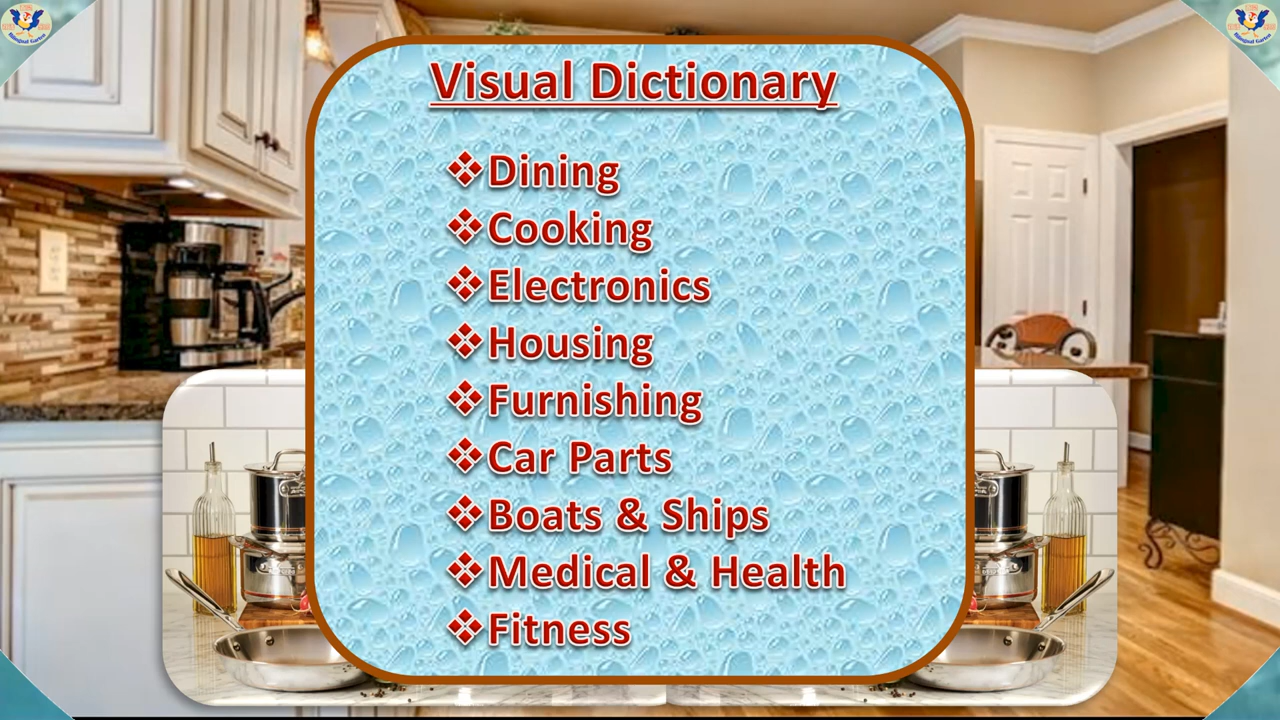 Visual Dictionary
❖Dining
❖Cooking
❖Electronics
❖Housing
❖Furnishing
❖Car Parts
❖Boats & Ships
❖Medical & Health
❖Fitness